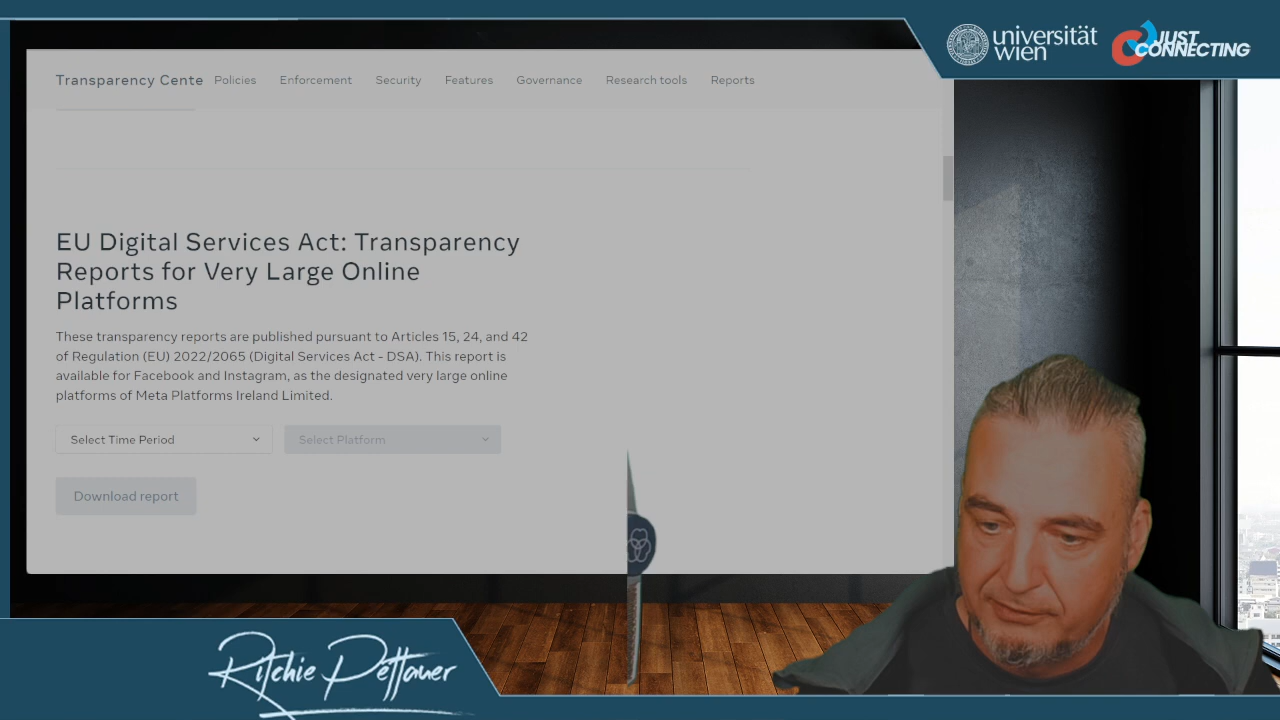 universität
wien
JUST
CONNECTING
Transparency Cente
Policies
Enforcement
Security
Features
Governance
Research tools
Reports
EU Digital Services Act: Transparency
Reports for Very Large Online
Platforms
These transparency reports are published pursuant to Articles 15, 24, and 42
of Regulation (EU) 2022/2065 (Digital Services Act - DSA). This report is
available for Facebook and Instagram, as the designated very large online
platforms of Meta Platforms Ireland Limited.
Select Time Period
Select Platform
Download report
Ritchie Pettauer